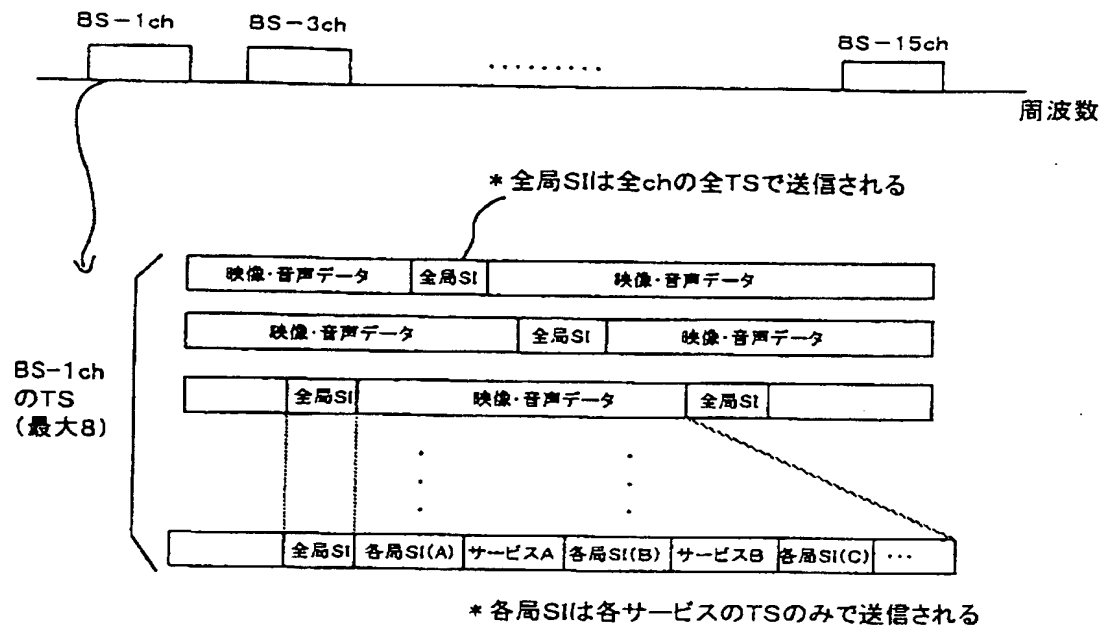 BS-1ch
BS-3ch
BS-15ch
‥‥‥‥‥
周波数
*全局SIは全chの全TSで送信される
映像・音声データ 全局SI 映像・音声データ
映像・音声データ 全局SI 映像・音声データ
全局SI 映像・音声データ 全局SI
BS-1ch
のTS
(最大8)
全局SI 各局SI(A) サービスA 各局SI(B) サービスB 各局SI(C) …
*各局SIは各サービスのTSのみで送信される